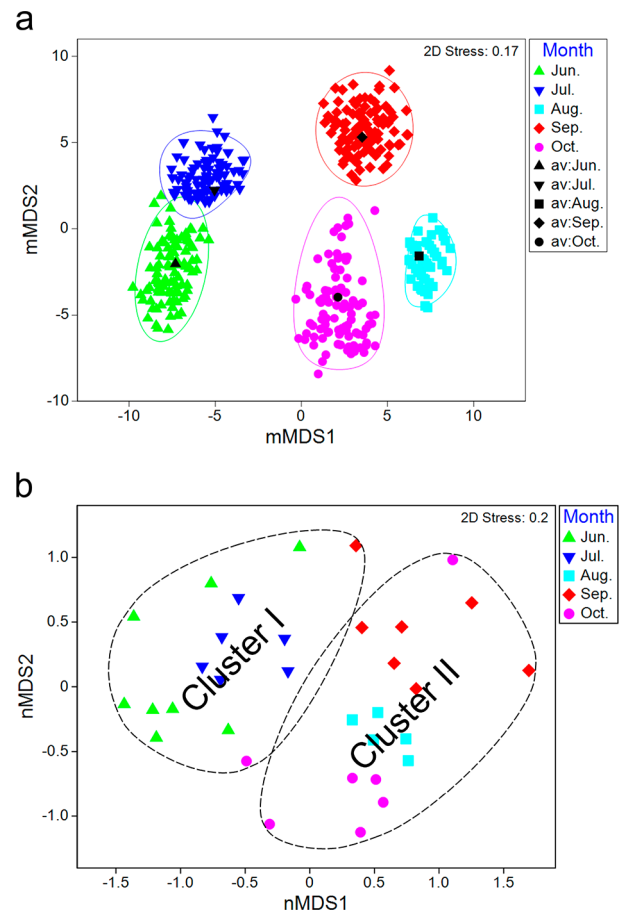 a
2D Stress: 0.17
10
5
0
-5
-10
mMDS2
-10
-5
0
5
10
mMDS1
Month
Jun.
Jul.
Aug.
Sep.
Oct.
av:Jun.
av:Jul.
av:Aug.
av:Sep.
av:Oct.
b
2D Stress: 0.2
1.0
0.5
0
-0.5
-1.0
nMDS2
Cluster I
Cluster II
-1.5
-1.0
-0.5
0
0.5
1.0
1.5
nMDS1
Month
Jun.
Jul.
Aug.
Sep.
Oct.